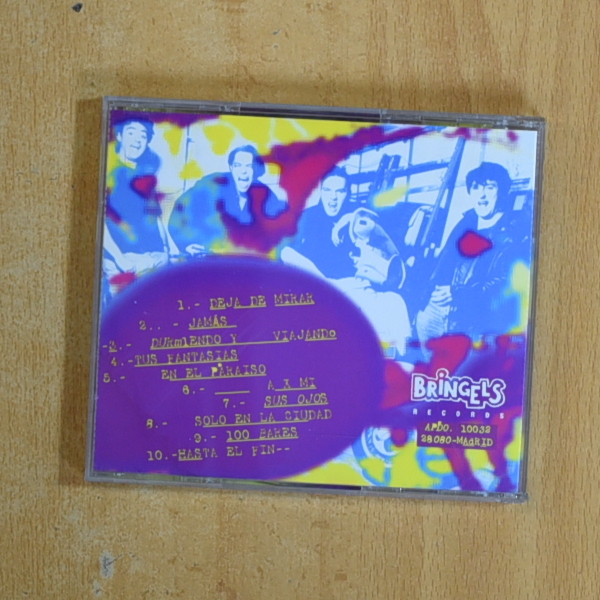 1.- DEJA DE MIRAR
2.. - JAMÁS
-3.- DURmIENDO Y VIAJANDo
4.-TUS FANTASIAS
5.- EN EL PARAISO
6.- ____ A X MI
7.- SUS OJOS
8.- SOLO EN LA CIUDAD
9.- 100 BARES
10.-HASTA EL FIN--
BRiNGELS
RECORDS
APDO. 10032
28080-MADRID